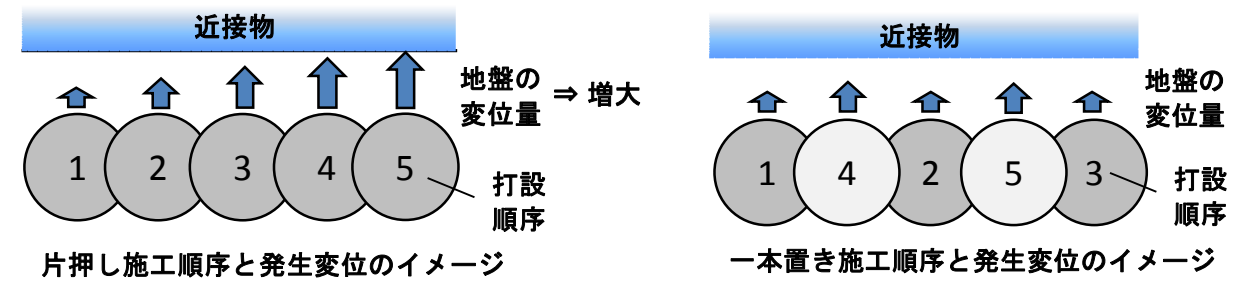 近接物
地盤の
変位量
⇒ 増大
1 2 3 4 5
打設
順序
片押し施工順序と発生変位のイメージ
近接物
地盤の
変位量
1 4 2 5 3
打設
順序
一本置き施工順序と発生変位のイメージ